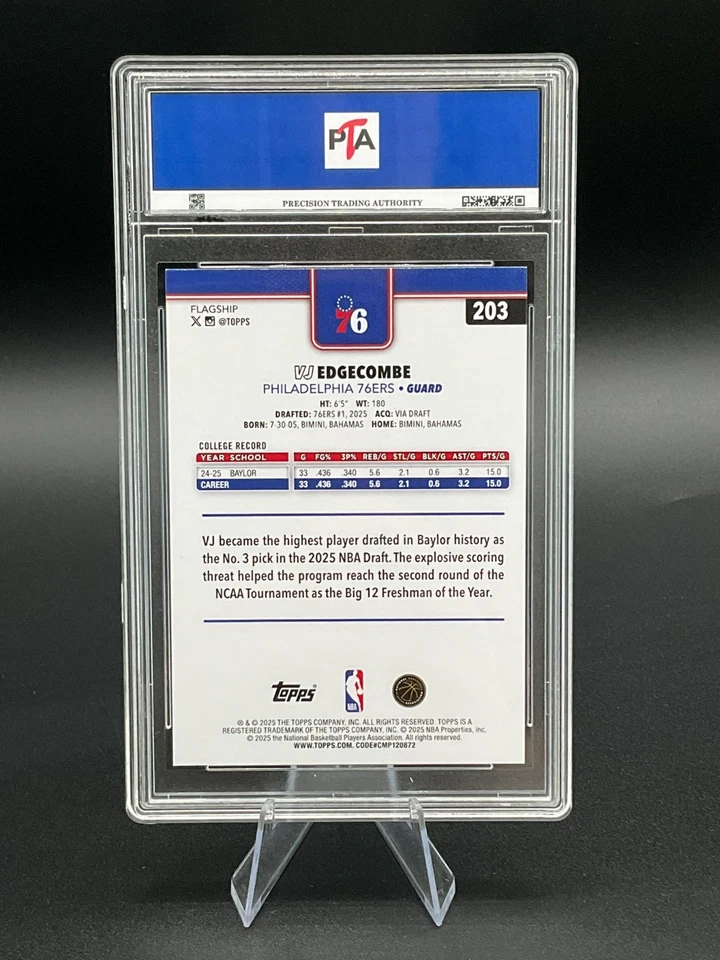 PTA
PRECISION TRADING AUTHORITY
FLAGSHIP
X @TOPPS
76
203
VJ EDGECOMBE
PHILADELPHIA 76ERS • GUARD
HT: 6'5" WT: 180
DRAFTED: 76ERS #1, 2025 ACQ: VIA DRAFT
BORN: 7-30-05, BIMINI, BAHAMAS HOME: BIMINI, BAHAMAS
COLLEGE RECORD
YEAR SCHOOL G FG% 3P% REB/G STL/G BLK/G AST/G PTS/G
24-25 BAYLOR 33 .436 .340 5.6 2.1 0.6 3.2 15.0
CAREER 33 .436 .340 5.6 2.1 0.6 3.2 15.0
VJ became the highest player drafted in Baylor history as
the No. 3 pick in the 2025 NBA Draft. The explosive scoring
threat helped the program reach the second round of the
NCAA Tournament as the Big 12 Freshman of the Year.
Topps NBA
® & © 2025 THE TOPPS COMPANY, INC. ALL RIGHTS RESERVED. TOPPS IS A
REGISTERED TRADEMARK OF THE TOPPS COMPANY, INC. © 2025 NBA Properties, Inc.
© 2025 the National Basketball Players Association. All rights reserved.
WWW.TOPPS.COM. CODE#CMP120872